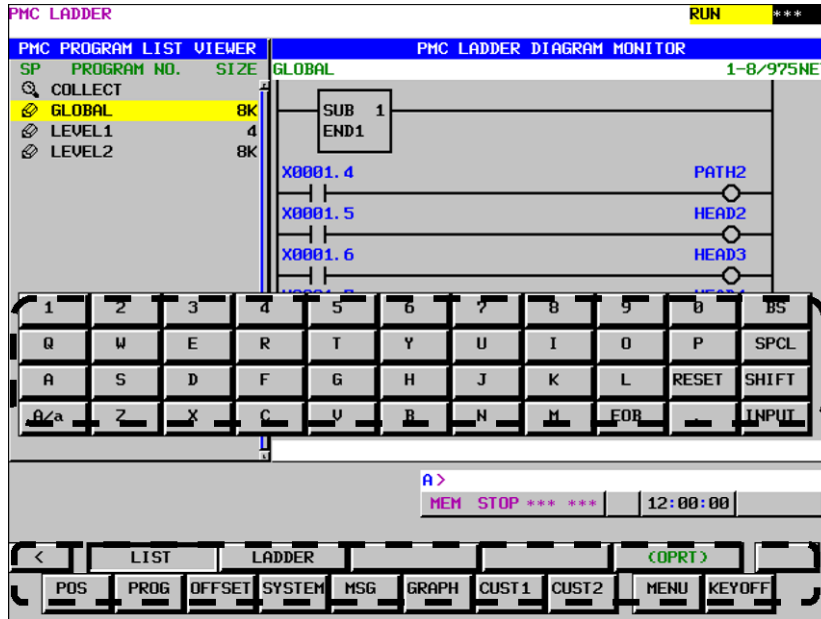 PMC LADDER RUN ***
PMC PROGRAM LIST VIEWER
SP PROGRAM NO. SIZE
COLLECT
GLOBAL 8K
LEVEL1 4
LEVEL2 8K
PMC LADDER DIAGRAM MONITOR
GLOBAL 1-8/975NE
SUB 1
END1
X0001.4 PATH2
X0001.5 HEAD2
X0001.6 HEAD3
1 2 3 4 5 6 7 8 9 0 BS
Q W E R T Y U I O P SPCL
A S D F G H J K L RESET SHIFT
A/a Z X C V B N M EOB . INPUT
A>
MEM STOP *** *** 12:00:00
< LIST LADDER (OPRT)
POS PROG OFFSET SYSTEM MSG GRAPH CUST1 CUST2 MENU KEYOFF